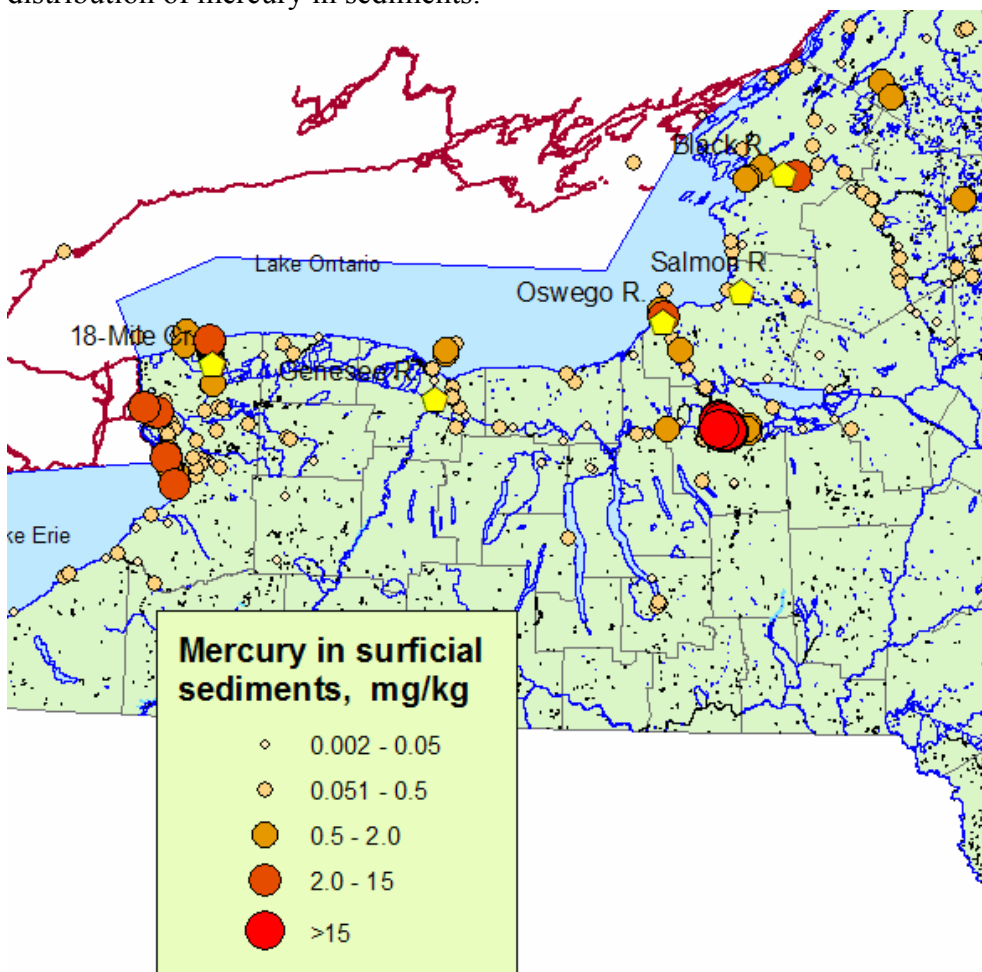 distribution of mercury in sediments.
Black R.
Lake Ontario
Salmon R.
Oswego R.
18-Mile Cr.
Genesee R.
ke Erie
Mercury in surficial
sediments, mg/kg
0.002 - 0.05
0.051 - 0.5
0.5 - 2.0
2.0 - 15
>15